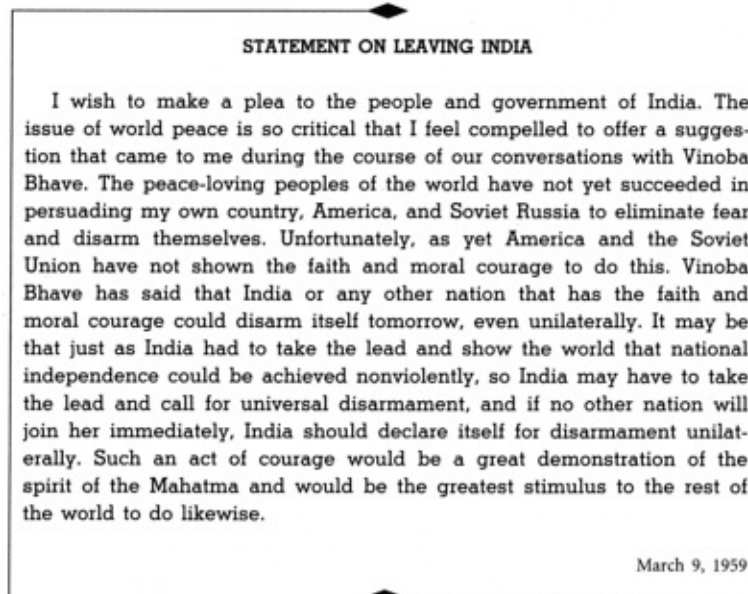 STATEMENT ON LEAVING INDIA
I wish to make a plea to the people and government of India. The
issue of world peace is so critical that I feel compelled to offer a sugges-
tion that came to me during the course of our conversations with Vinoba
Bhave. The peace-loving peoples of the world have not yet succeeded in
persuading my own country, America, and Soviet Russia to eliminate fear
and disarm themselves. Unfortunately, as yet America and the Soviet
Union have not shown the faith and moral courage to do this. Vinoba
Bhave has said that India or any other nation that has the faith and
moral courage could disarm itself tomorrow, even unilaterally. It may be
that just as India had to take the lead and show the world that national
independence could be achieved nonviolently, so India may have to take
the lead and call for universal disarmament, and if no other nation will
join her immediately, India should declare itself for disarmament unilat-
erally. Such an act of courage would be a great demonstration of the
spirit of the Mahatma and would be the greatest stimulus to the rest of
the world to do likewise.
March 9, 1959